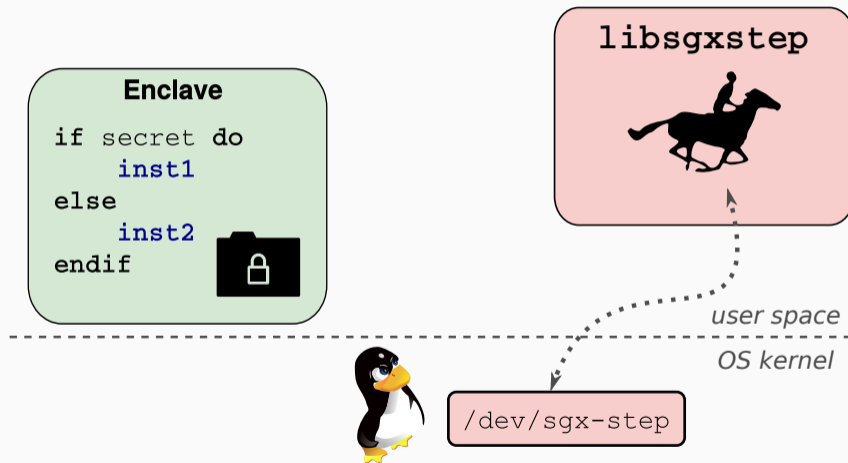 libsgxstep
Enclave
if secret do
inst1
else
inst2
endif
user space
OS kernel
/dev/sgx-step